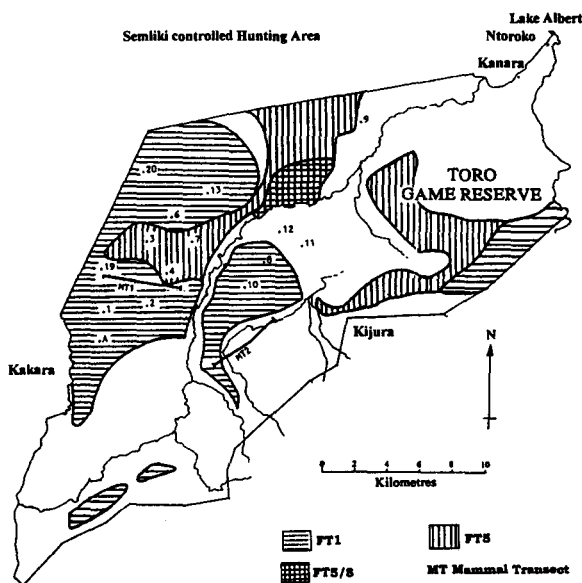 Lake Albert
Semliki controlled Hunting Area
Ntoroko
Kanara
.9
.20
.13
TORO
GAME RESERVE
.6
.12
.3
.7
.11
.8
.19
.4
MT1
.10
.1
.2
.A
MT2
Kijura
N
Kakara
0 2 4 6 8 10
Kilometres
FT1
FT5
FT5/8
MT Mammal Transect